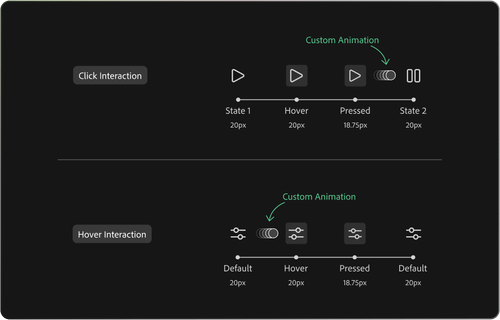 Custom Animation
Click Interaction
State 1 Hover Pressed State 2
20px 20px 18.75px 20px
Custom Animation
Hover Interaction
Default Hover Pressed Default
20px 20px 18.75px 20px